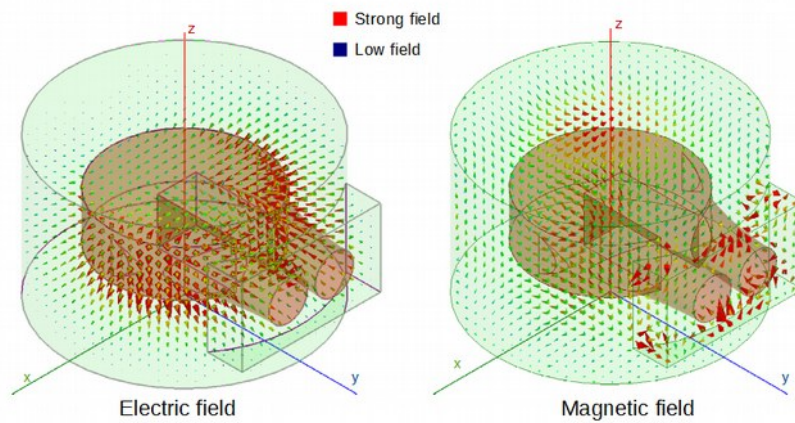 Strong field
Low field
z
x
y
Electric field
z
x
y
Magnetic field